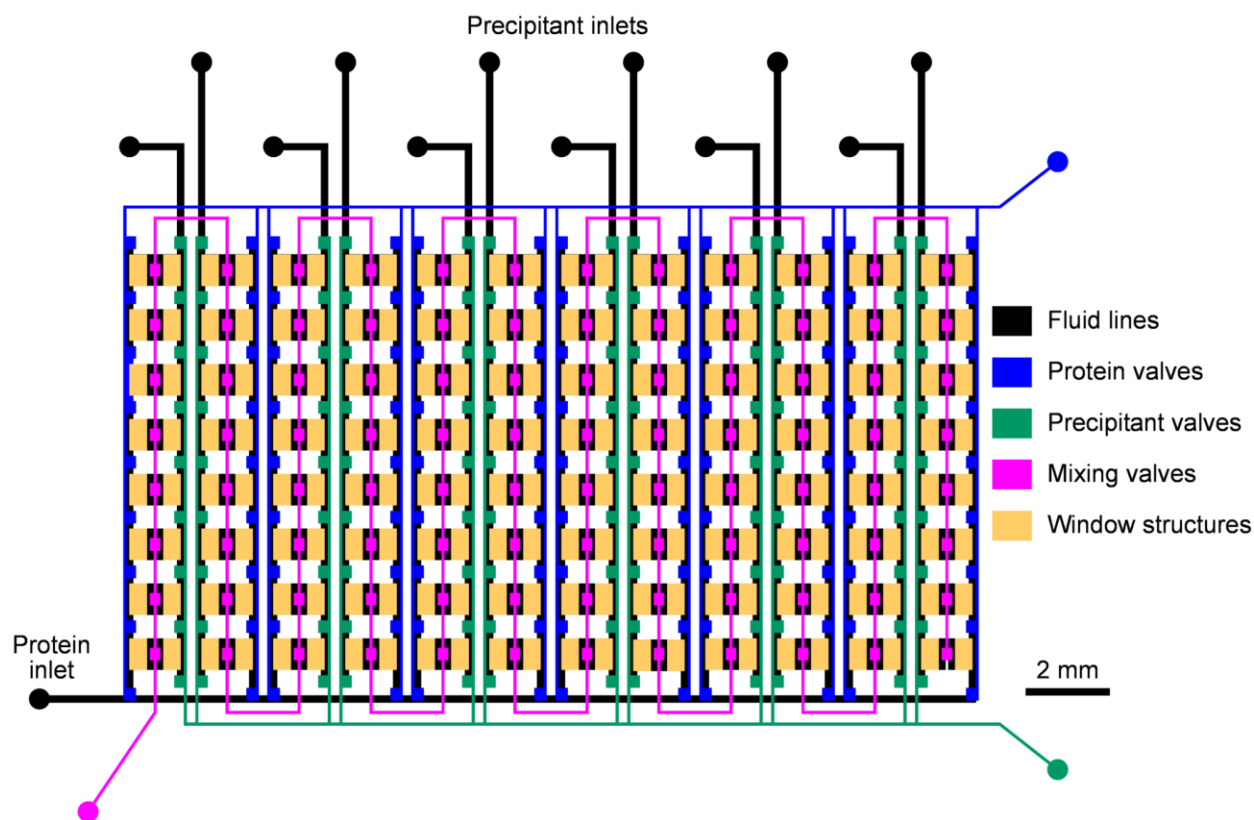 Precipitant inlets
Fluid lines
Protein valves
Precipitant valves
Mixing valves
Window structures
Protein
inlet
2 mm